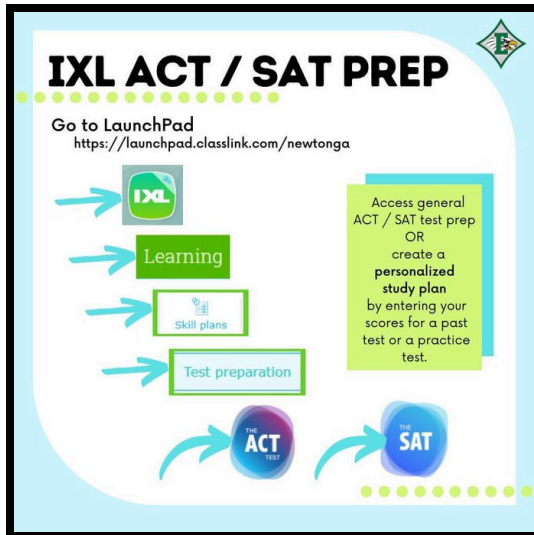 E
IXL ACT / SAT PREP
Go to LaunchPad
https://launchpad.classlink.com/newtonga
IXL
Learning
Skill plans
Test preparation
Access general
ACT / SAT test prep
OR
create a
personalized
study plan
by entering your
scores for a past
test or a practice
test.
THE
ACT
TEST
THE
SAT